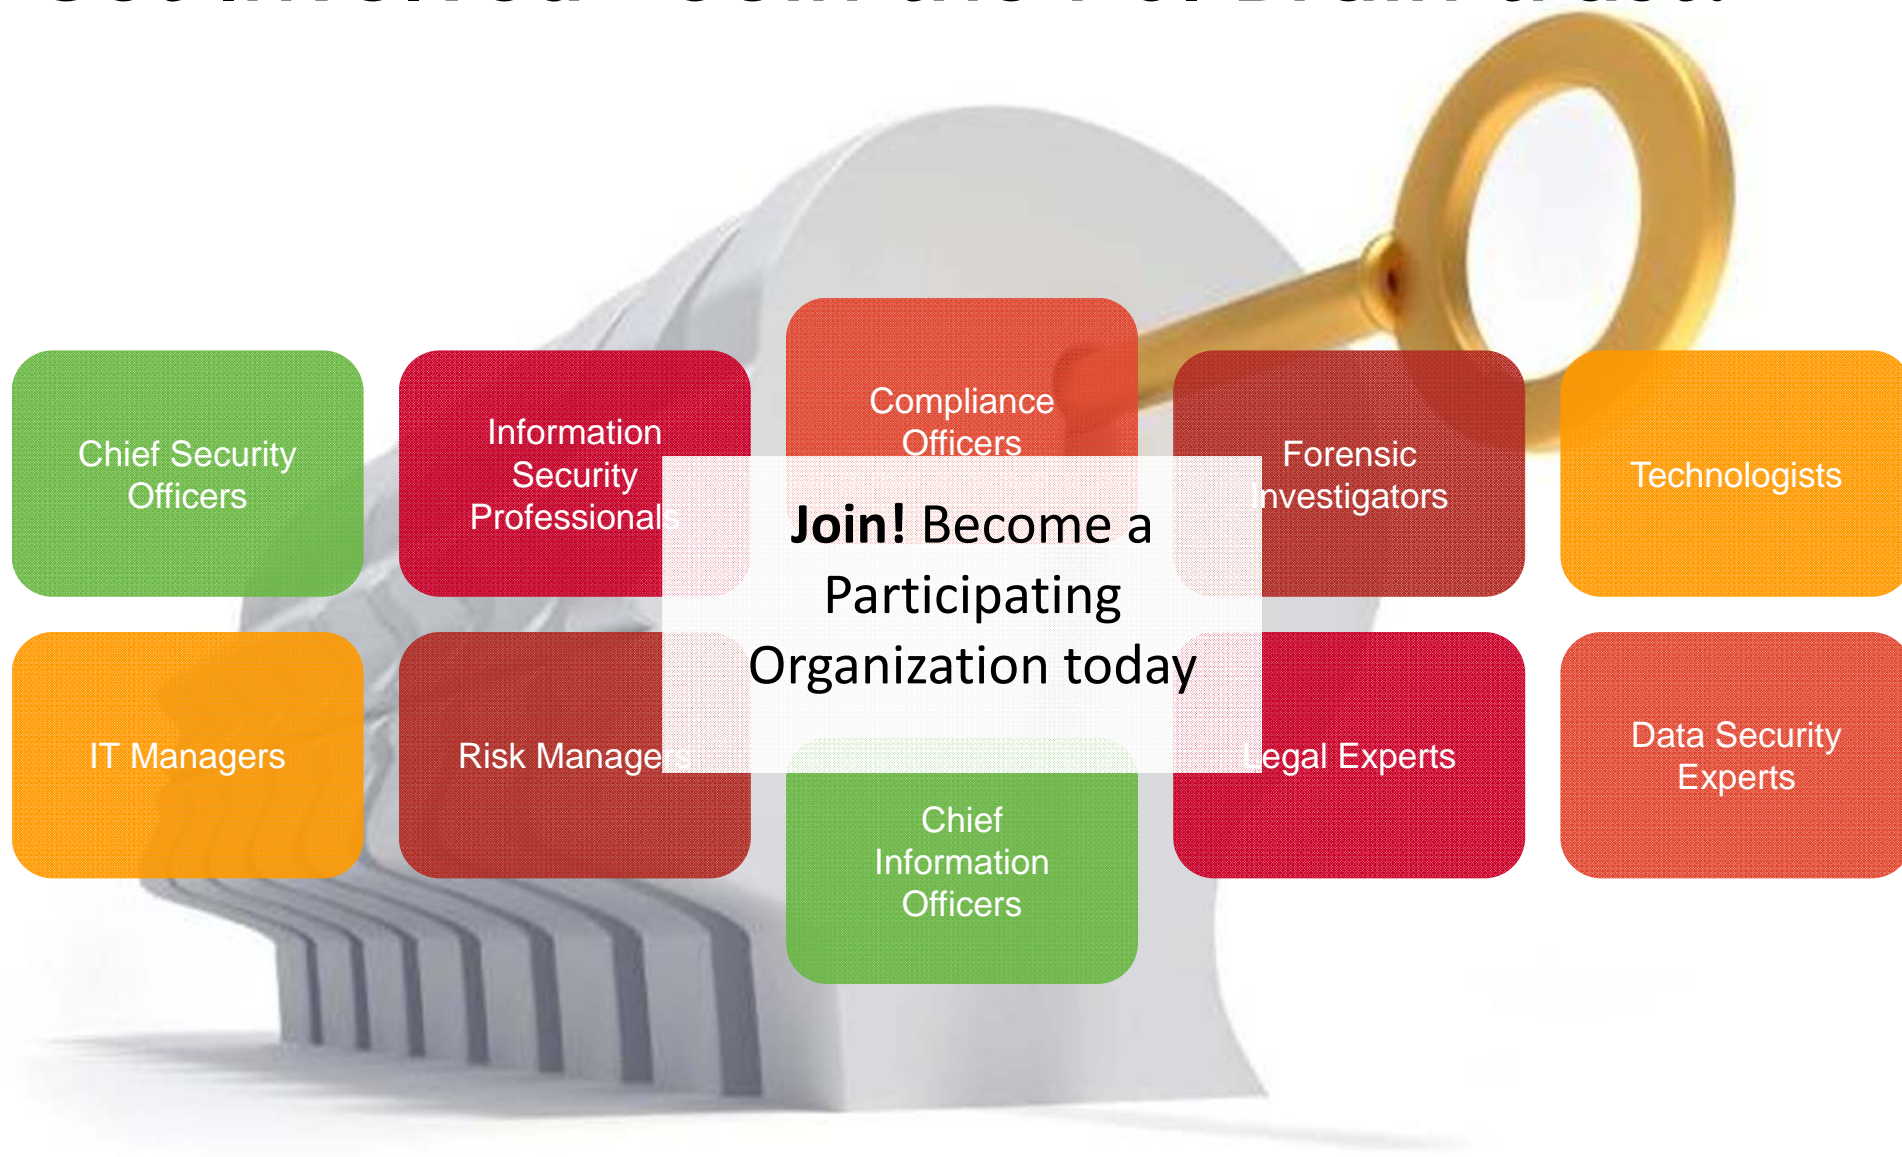 Chief Security
Officers
Information
Security
Professionals
Compliance
Officers
Forensic
Investigators
Technologists
Join! Become a
Participating
Organization today
IT Managers
Risk Managers
Chief
Information
Officers
Legal Experts
Data Security
Experts